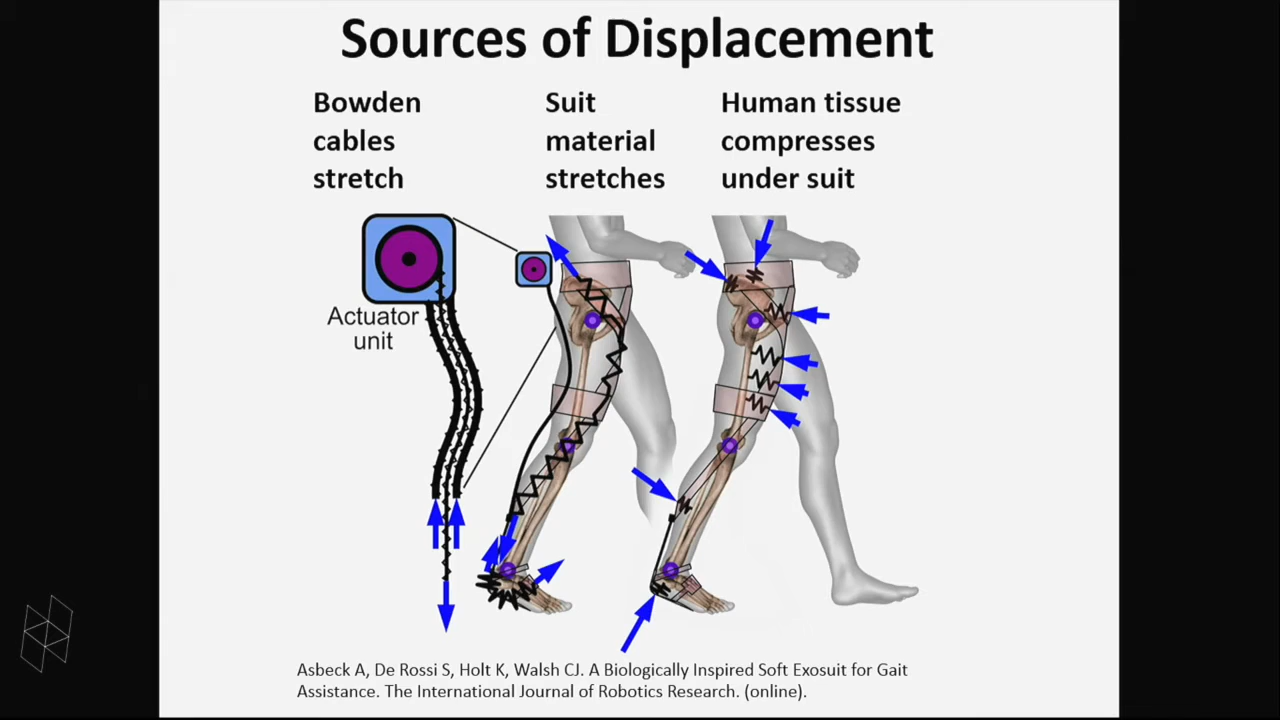 Sources of Displacement
Bowden
cables
stretch
Suit
material
stretches
Human tissue
compresses
under suit
Actuator
unit
Asbeck A, De Rossi S, Holt K, Walsh CJ. A Biologically Inspired Soft Exosuit for Gait
Assistance. The International Journal of Robotics Research. (online).